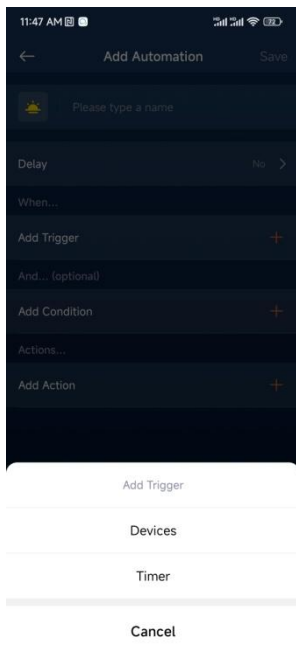 11:47 AM
72
Add Automation Save
Please type a name
Delay No
When...
Add Trigger
And... (optional)
Add Condition
Actions...
Add Action
Add Trigger
Devices
Timer
Cancel